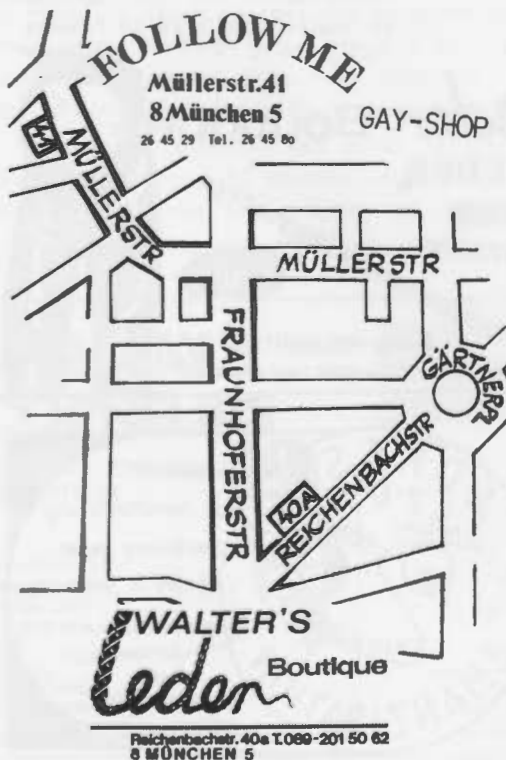 FOLLOW ME
Müllerstr.41
8 München 5
GAY-SHOP
26 45 29 Tel. 26 45 80
41
MÜLLERSTR
MÜLLERSTR
FRAUNHOFERSTR
GÄRTNERPL
40A
REICHENBACHSTR
WALTER'S
Leder
Boutique
Reichenbachstr. 40a T.089-201 50 62
8 MÜNCHEN 5